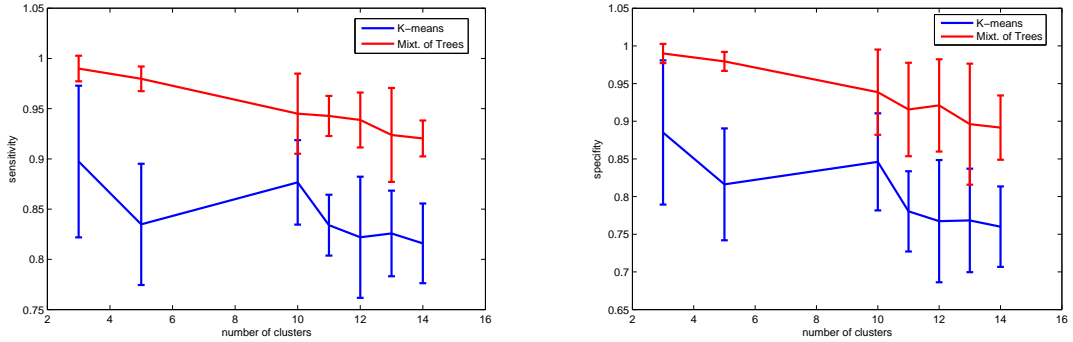 1.05
1
0.95
0.9
0.85
0.8
0.75
sensitivity
K-means
Mixt. of Trees
2 4 6 8 10 12 14 16
number of clusters
1.05
1
0.95
0.9
0.85
0.8
0.75
0.7
0.65
specifity
K-means
Mixt. of Trees
2 4 6 8 10 12 14 16
number of clusters